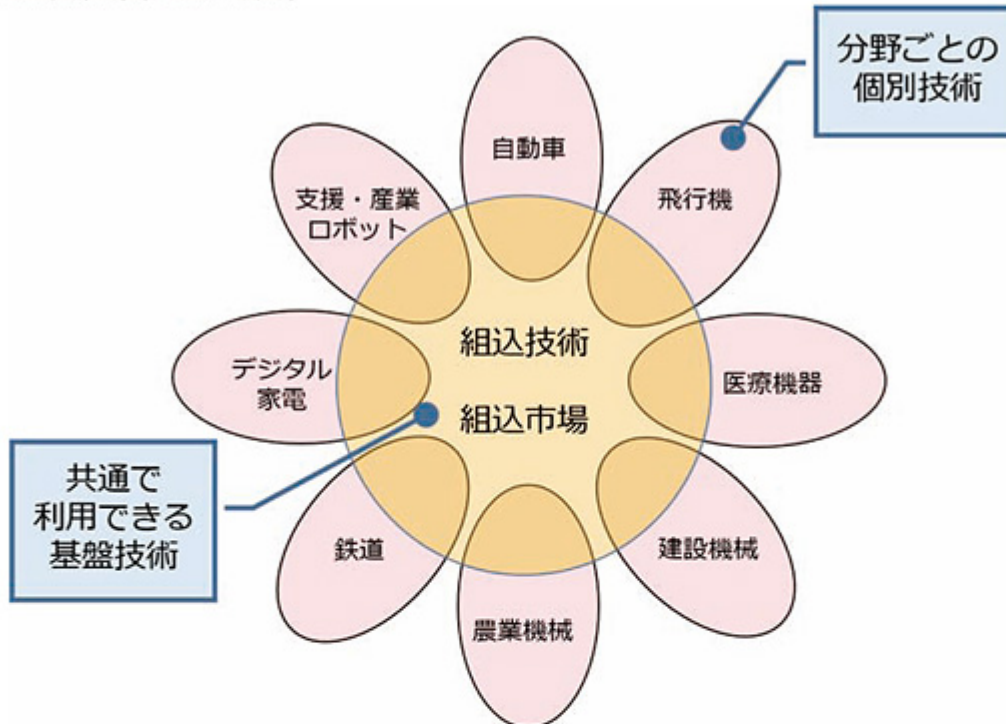 分野ごとの
個別技術
自動車
飛行機
支援・産業
ロボット
組込技術
組込市場
デジタル
家電
医療機器
共通で
利用できる
基盤技術
鉄道
建設機械
農業機械